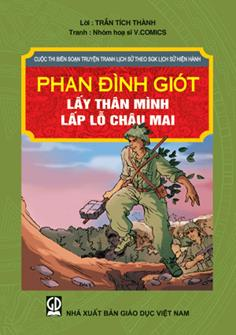 Lời : TRẦN TÍCH THÀNH
Tranh : Nhóm hoạ sĩ V.COMICS
CUỘC THI BIÊN SOẠN TRUYỆN TRANH LỊCH SỬ THEO SGK LỊCH SỬ HIỆN HÀNH
PHAN ĐÌNH GIÓT
LẤY THÂN MÌNH
LẤP LỖ CHÂU MAI
NHÀ XUẤT BẢN GIÁO DỤC VIỆT NAM